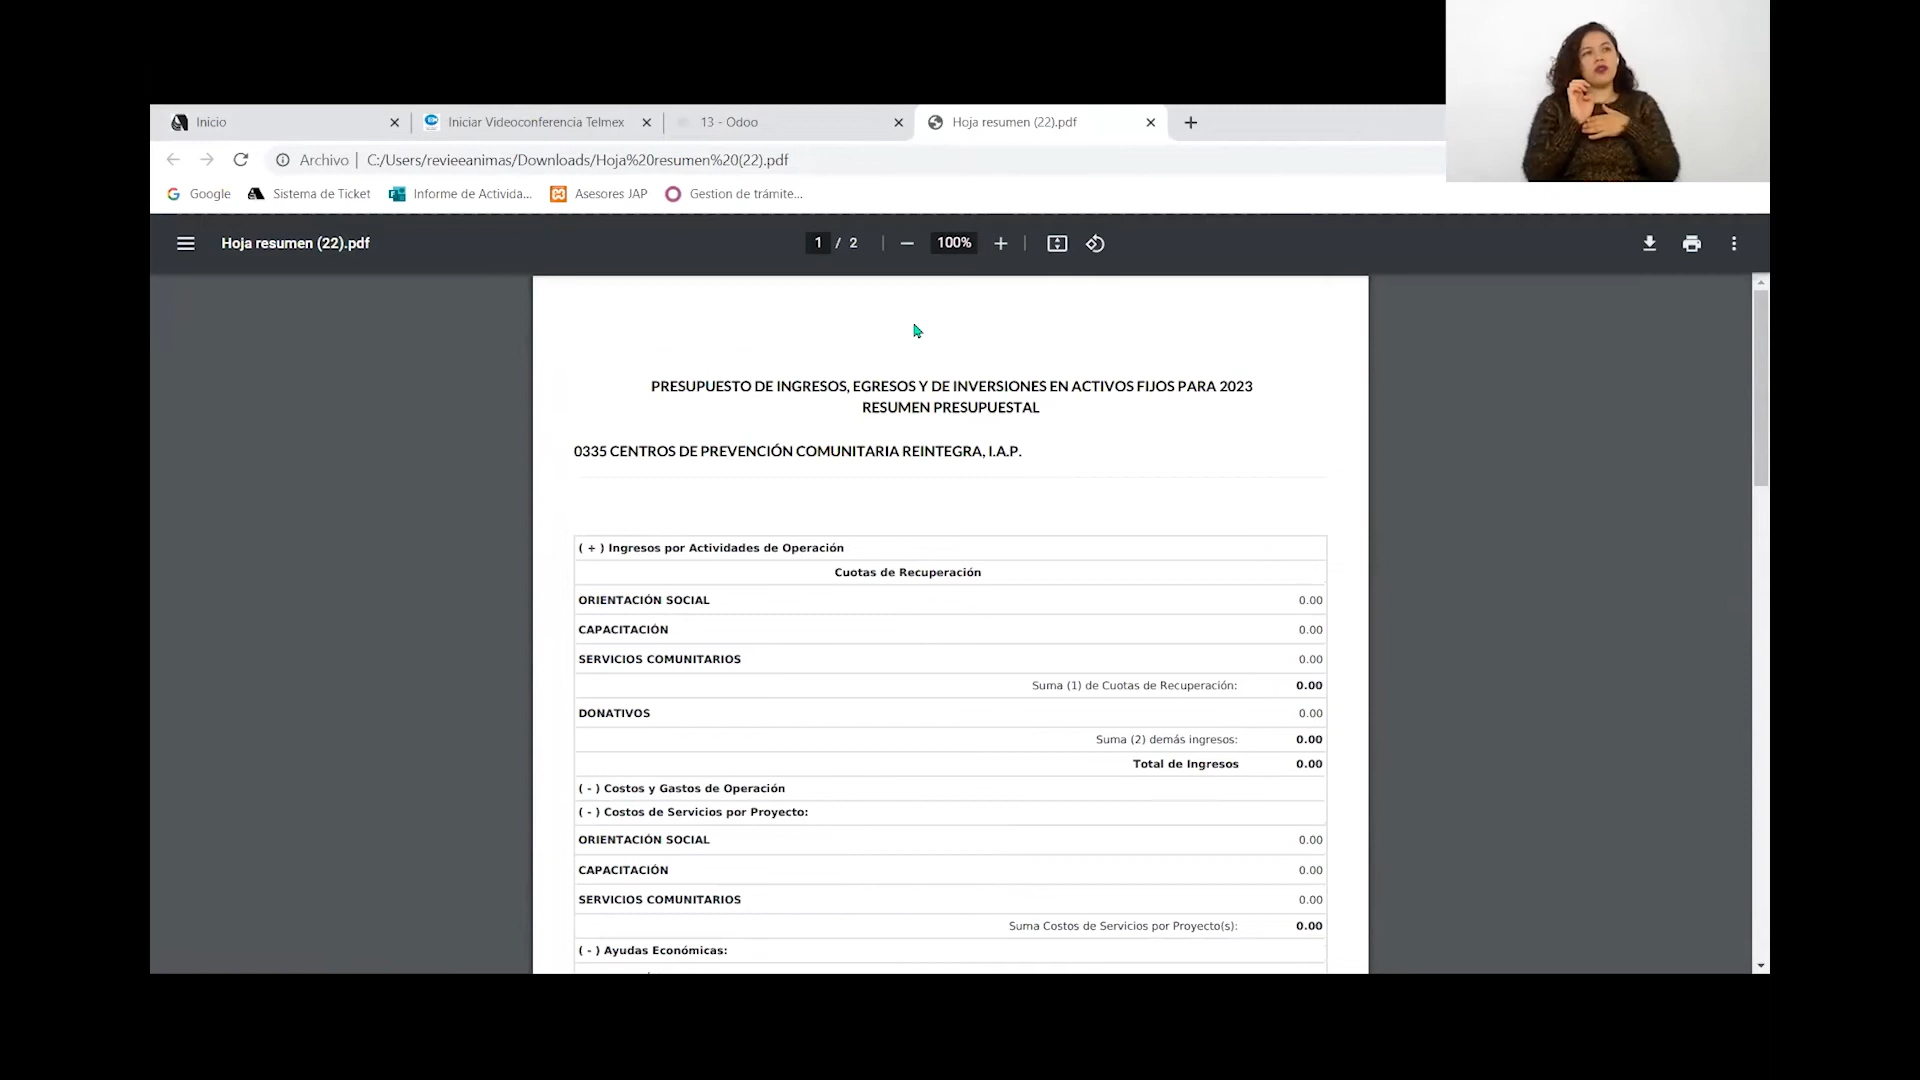 Inicio
Iniciar Videoconferencia Telmex
13 - Odoo
Hoja resumen (22).pdf
Archivo | C:/Users/revieeanimas/Downloads/Hoja%20resumen%20(22).pdf
Google
Sistema de Ticket
Informe de Activida...
Asesores JAP
Gestion de trámite...
Hoja resumen (22).pdf
1 / 2
100%
PRESUPUESTO DE INGRESOS, EGRESOS Y DE INVERSIONES EN ACTIVOS FIJOS PARA 2023
RESUMEN PRESUPUESTAL
0335 CENTROS DE PREVENCIÓN COMUNITARIA REINTEGRA, I.A.P.
( + ) Ingresos por Actividades de Operación
Cuotas de Recuperación
ORIENTACIÓN SOCIAL 0.00
CAPACITACIÓN 0.00
SERVICIOS COMUNITARIOS 0.00
Suma (1) de Cuotas de Recuperación: 0.00
DONATIVOS 0.00
Suma (2) demás ingresos: 0.00
Total de Ingresos 0.00
( - ) Costos y Gastos de Operación
( - ) Costos de Servicios por Proyecto:
ORIENTACIÓN SOCIAL 0.00
CAPACITACIÓN 0.00
SERVICIOS COMUNITARIOS 0.00
Suma Costos de Servicios por Proyecto(s): 0.00
( - ) Ayudas Económicas: